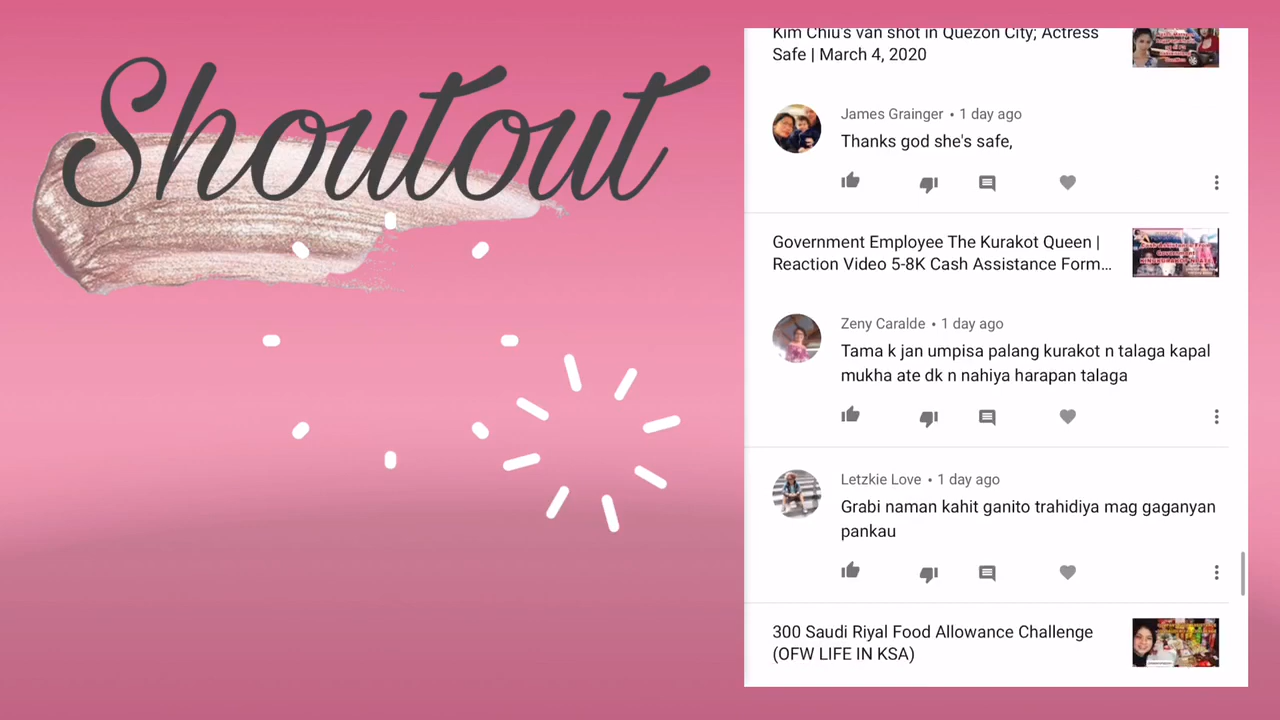 Shoutout
Kim Chiu's van shot in Quezon City; Actress
Safe | March 4, 2020
James Grainger • 1 day ago
Thanks god she's safe,
Government Employee The Kurakot Queen |
Reaction Video 5-8K Cash Assistance Form...
Zeny Caralde • 1 day ago
Tama k jan umpisa palang kurakot n talaga kapal
mukha ate dk n nahiya harapan talaga
Letzkie Love • 1 day ago
Grabi naman kahit ganito trahidiya mag gaganyan
pankau
300 Saudi Riyal Food Allowance Challenge
(OFW LIFE IN KSA)